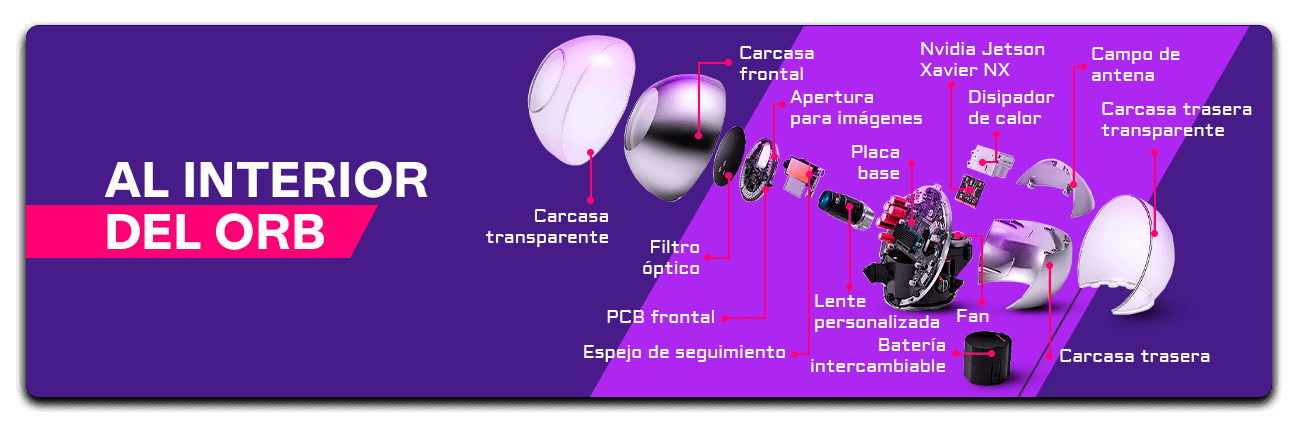 AL INTERIOR
DEL ORB
Carcasa
transparente
Carcasa
frontal
Filtro
óptico
Apertura
para imágenes
PCB frontal
Espejo de seguimiento
Lente
personalizada
Placa
base
Nvidia Jetson
Xavier NX
Disipador
de calor
Fan
Batería
intercambiable
Campo de
antena
Carcasa trasera
transparente
Carcasa trasera